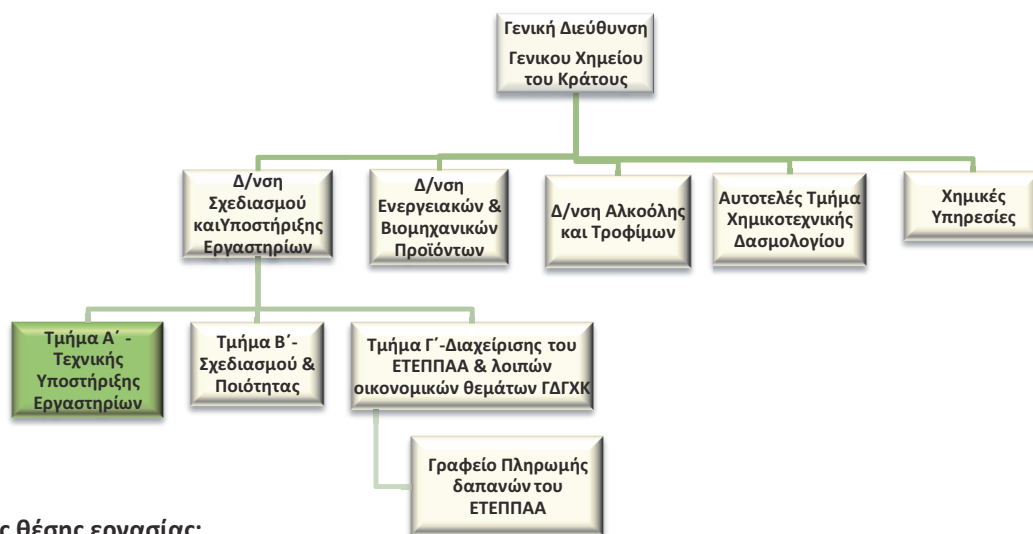 Γενική Διεύθυνση
Γενικου Χημείου
του Κράτους
Δ/νση
Σχεδιασμού
καιΥποστήριξης
Εργαστηρίων
Δ/νση
Ενεργειακών &
Βιομηχανικών
Προϊόντων
Δ/νση Αλκοόλης
και Τροφίμων
Αυτοτελές Τμήμα
Χημικοτεχνικής
Δασμολογίου
Χημικές
Υπηρεσίες
Τμήμα Α΄ -
Τεχνικής
Υποστήριξης
Εργαστηρίων
Τμήμα Β΄-
Σχεδιασμού &
Ποιότητας
Τμήμα Γ΄-Διαχείρισης του
ΕΤΕΠΠΑΑ & λοιπών
οικονομικών θεμάτων ΓΔΓΧΚ
Γραφείο Πληρωμής
δαπανών του
ΕΤΕΠΠΑΑ
ς θέσης εργασίας: